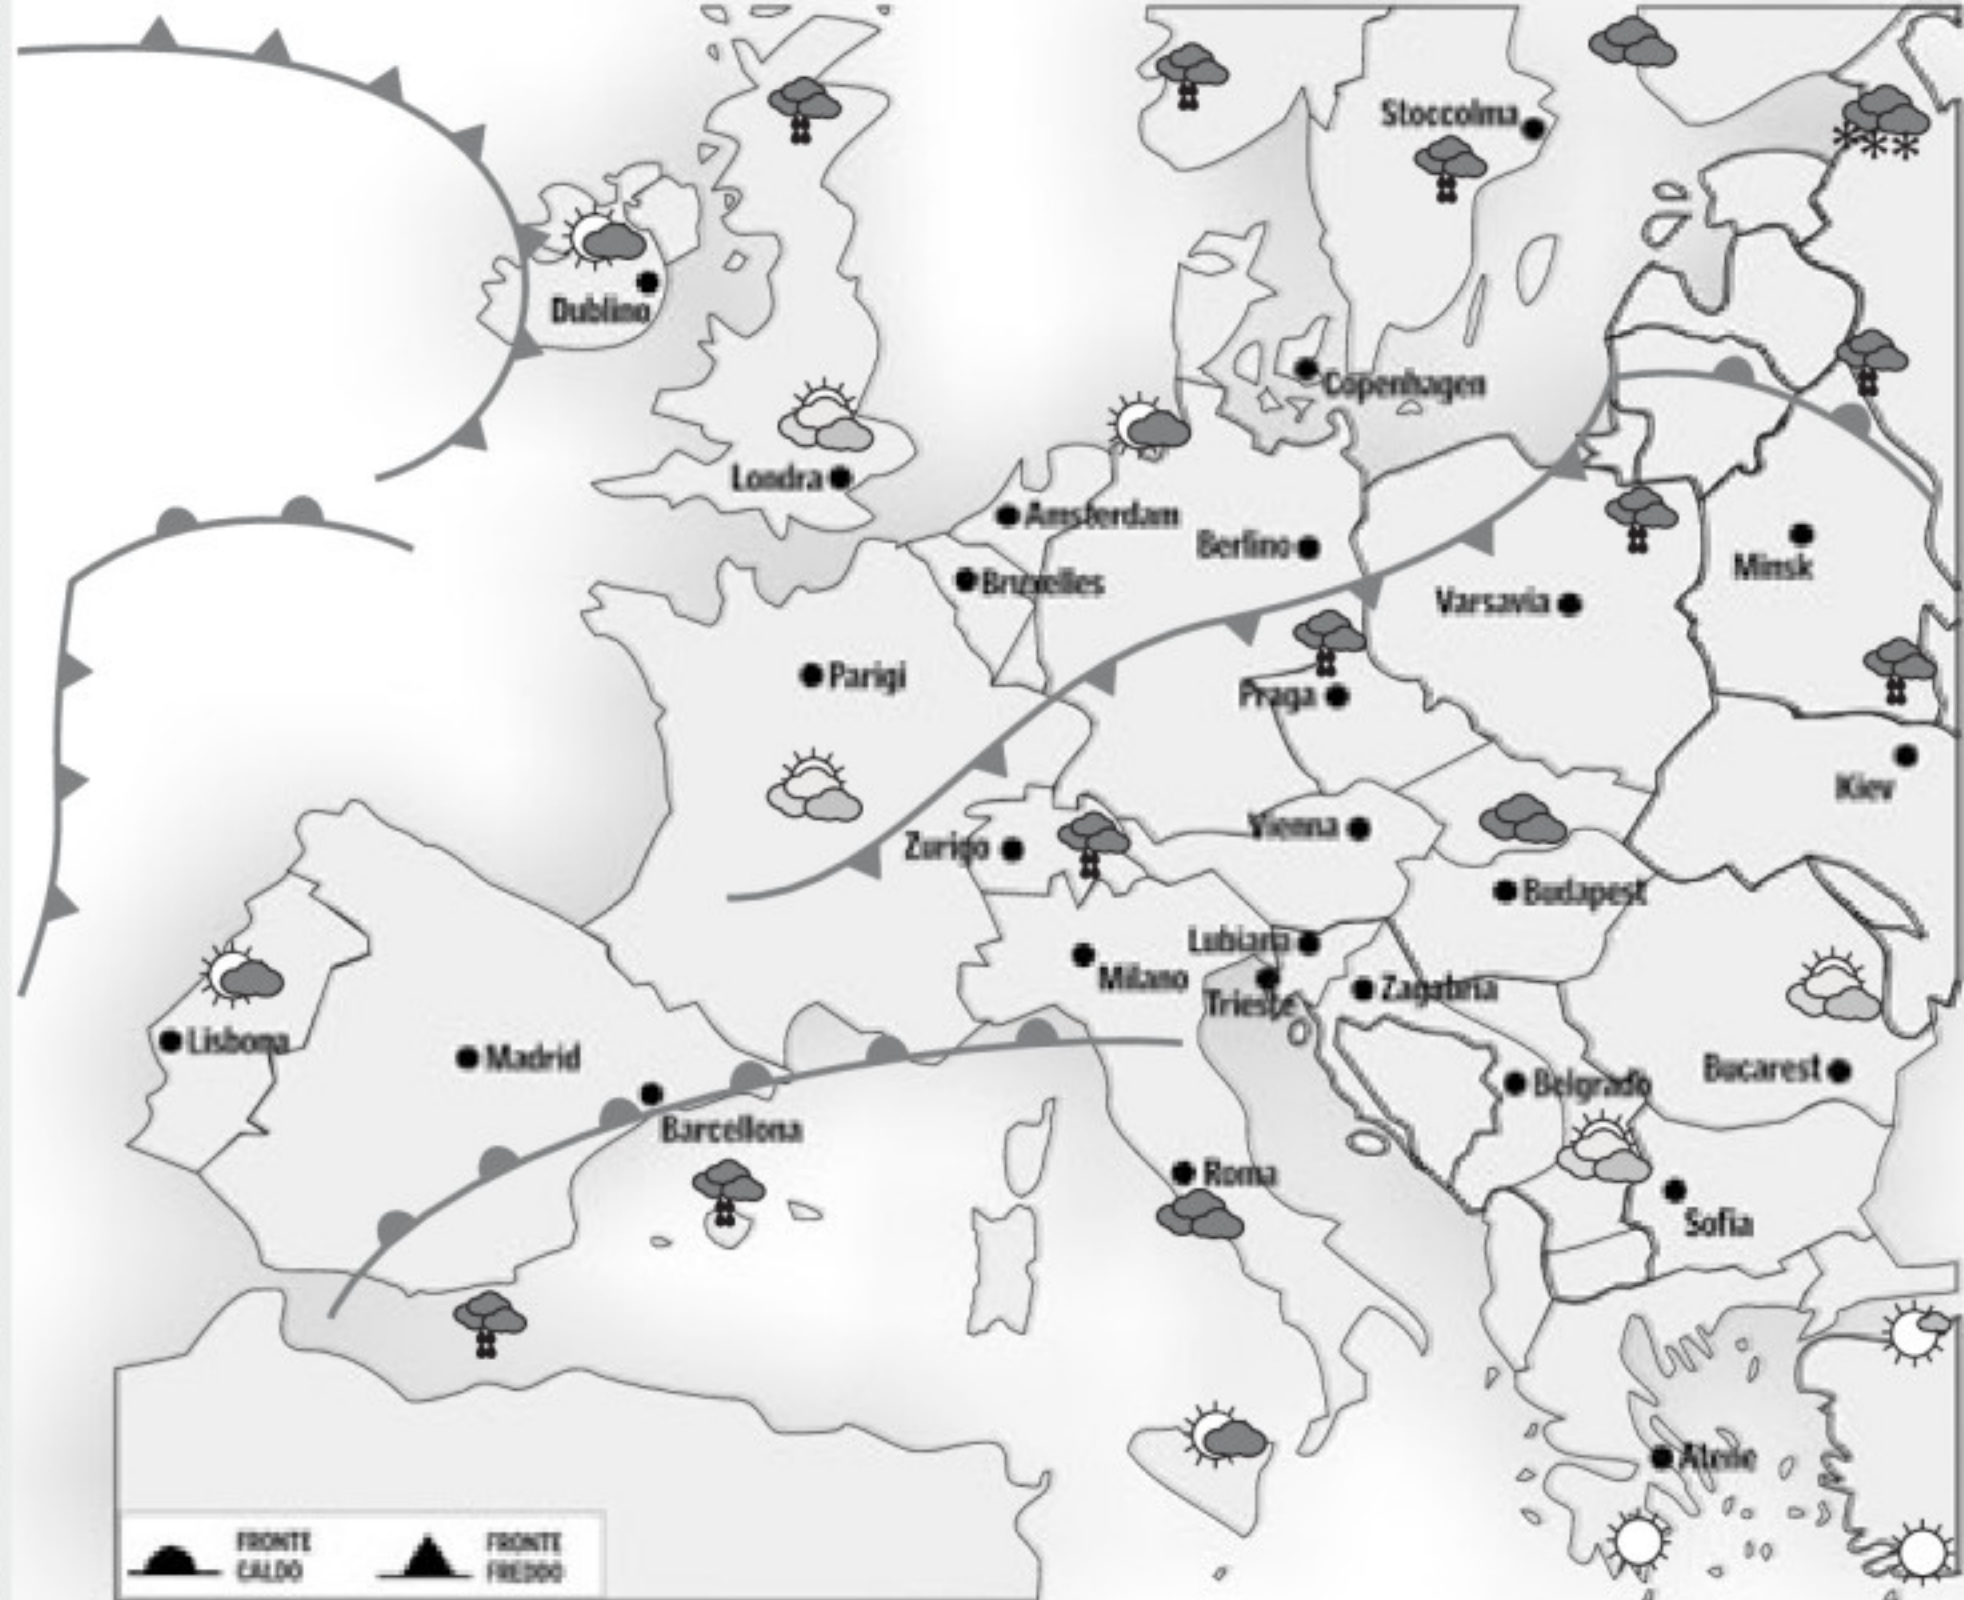 Stoccolma
Dublino
Copenhagen
Londra
Amsterdam
Berlino
Bruxelles
Minsk
Varsavia
Parigi
Praga
Kiev
Vienna
Zurigo
Budapest
Lubiana
Milano
Trieste
Zagabria
Lisbona
Madrid
Bucarest
Belgrado
Barcellona
Roma
Sofia
Atene
FRONTE
CALDO
FRONTE
FREDDO